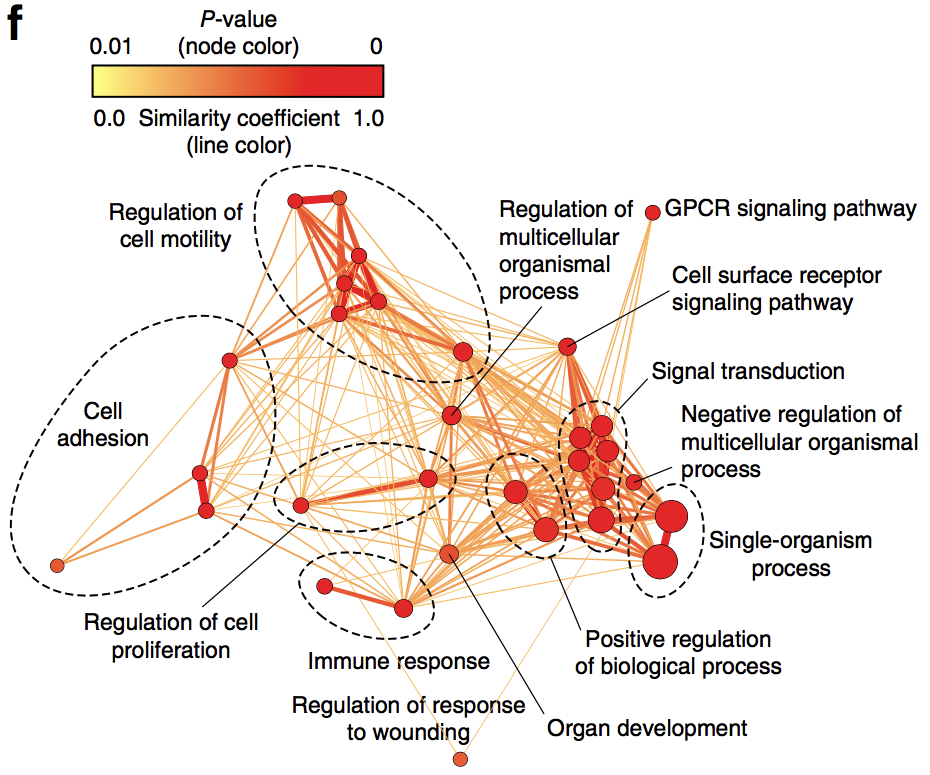 f
P-value
0.01 (node color) 0
0.0 Similarity coefficient 1.0
(line color)
Regulation of
cell motility
Regulation of
multicellular
organismal
process
GPCR signaling pathway
Cell surface receptor
signaling pathway
Signal transduction
Negative regulation of
multicellular organismal
process
Cell
adhesion
Single-organism
process
Regulation of cell
proliferation
Positive regulation
of biological process
Immune response
Regulation of response
to wounding
Organ development